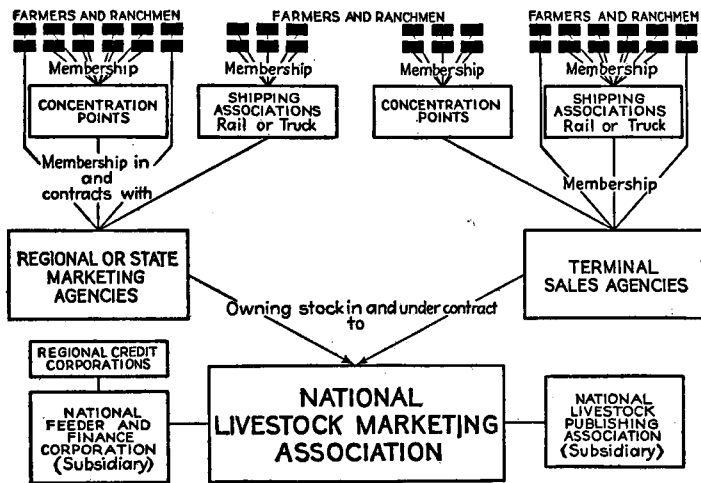 FARMERS AND RANCHMEN
FARMERS AND RANCHMEN
FARMERS AND RANCHMEN
Membership
Membership
Membership
Membership
CONCENTRATION
POINTS
SHIPPING
ASSOCIATIONS
Rail or Truck
CONCENTRATION
POINTS
SHIPPING
ASSOCIATIONS
Rail or Truck
Membership in
and
contracts with
Membership
REGIONAL OR STATE
MARKETING
AGENCIES
TERMINAL
SALES AGENCIES
Owning stock in and under contract
to
REGIONAL CREDIT
CORPORATIONS
NATIONAL
FEEDER AND
FINANCE
CORPORATION
(Subsidiary)
NATIONAL
LIVESTOCK MARKETING
ASSOCIATION
NATIONAL
LIVESTOCK
PUBLISHING
ASSOCIATION
(Subsidiary)